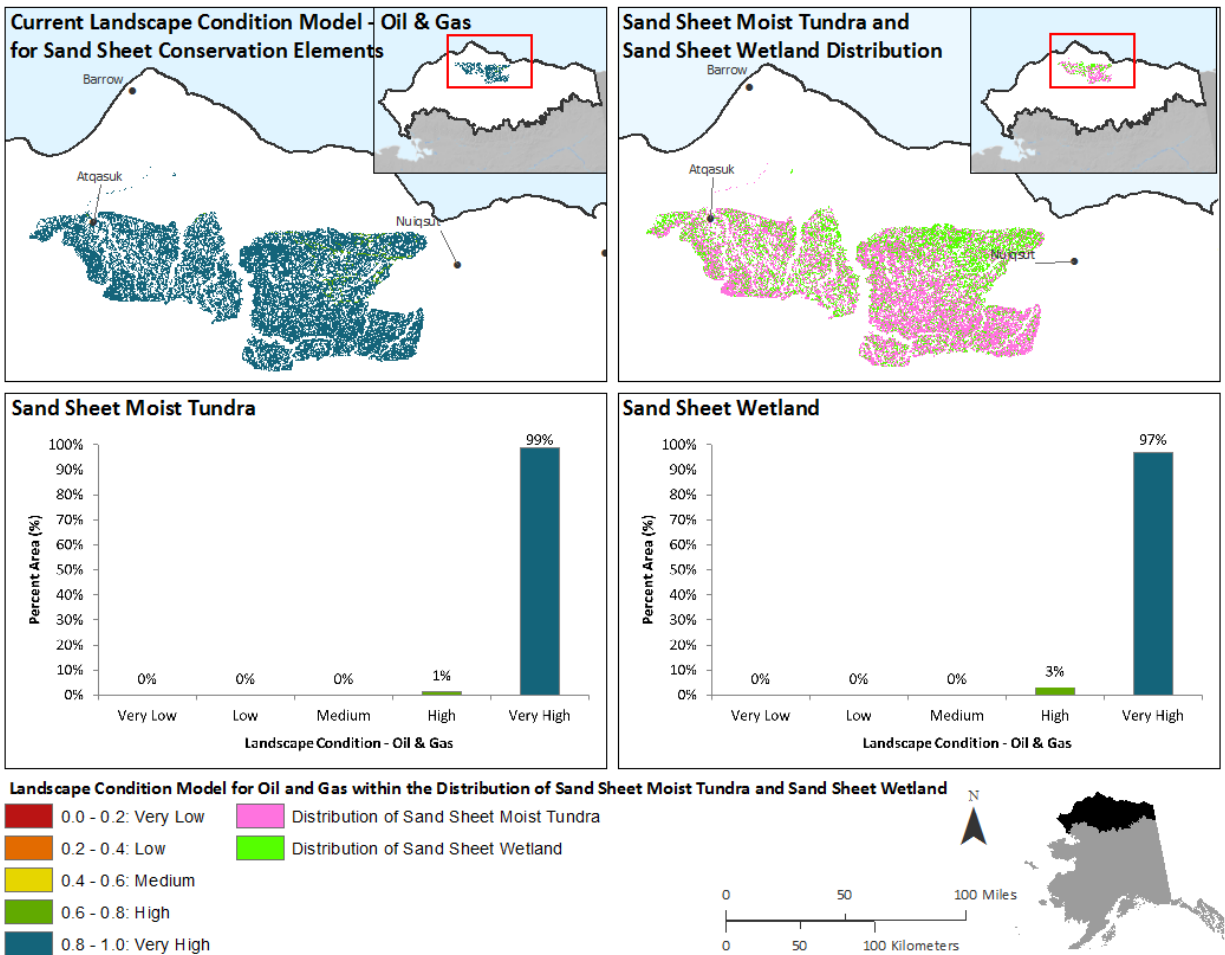 Current Landscape Condition Model - Oil & Gas
for Sand Sheet Conservation Elements
Barrow
Atqasuk
Nuiqsut
Sand Sheet Moist Tundra and
Sand Sheet Wetland Distribution
Barrow
Atqasuk
Nuiqsut
Sand Sheet Moist Tundra
100%
90%
80%
70%
60%
50%
40%
30%
20%
10%
0%
Percent Area (%)
0%
0%
0%
1%
99%
Very Low
Low
Medium
High
Very High
Landscape Condition - Oil & Gas
Sand Sheet Wetland
100%
90%
80%
70%
60%
50%
40%
30%
20%
10%
0%
Percent Area (%)
0%
0%
0%
3%
97%
Very Low
Low
Medium
High
Very High
Landscape Condition - Oil & Gas
Landscape Condition Model for Oil and Gas within the Distribution of Sand Sheet Moist Tundra and Sand Sheet Wetland
0.0 - 0.2: Very Low
0.2 - 0.4: Low
0.4 - 0.6: Medium
0.6 - 0.8: High
0.8 - 1.0: Very High
Distribution of Sand Sheet Moist Tundra
Distribution of Sand Sheet Wetland
N
0 50 100 Miles
0 50 100 Kilometers